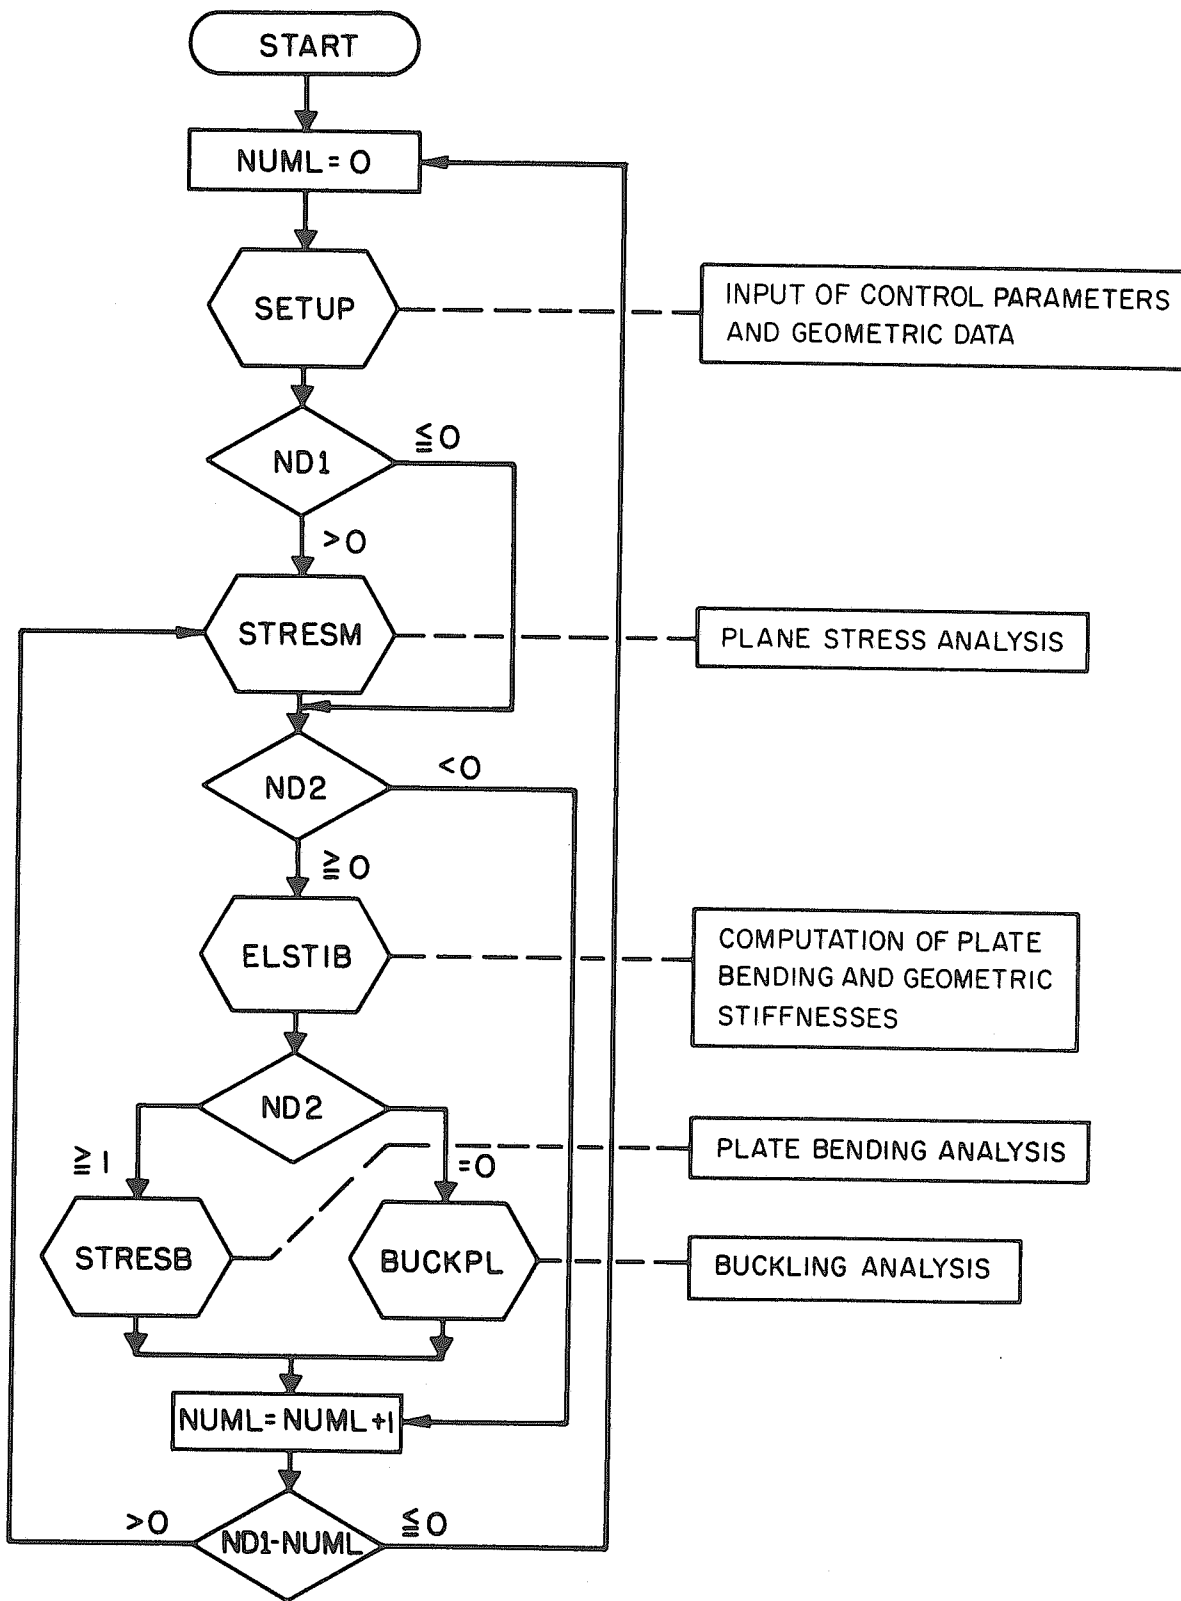 START
NUML = 0
SETUP
INPUT OF CONTROL PARAMETERS
AND GEOMETRIC DATA
ND1
≦0
>0
STRESM
PLANE STRESS ANALYSIS
ND2
<0
≧0
ELSTIB
COMPUTATION OF PLATE
BENDING AND GEOMETRIC
STIFFNESSES
ND2
≧1
=0
PLATE BENDING ANALYSIS
STRESB
BUCKPL
BUCKLING ANALYSIS
NUML = NUML +1
>0
ND1-NUML
≦0